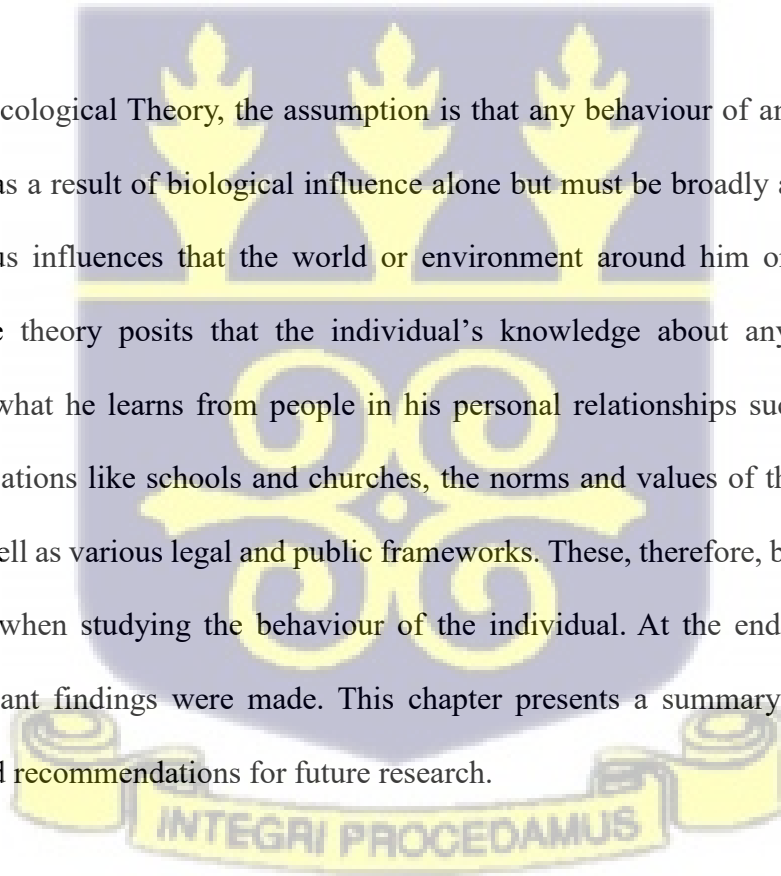 cological Theory, the assumption is that any behaviour of an
as a result of biological influence alone but must be broadly a
us influences that the world or environment around him or
e theory posits that the individual's knowledge about any
what he learns from people in his personal relationships suc
ations like schools and churches, the norms and values of th
ell as various legal and public frameworks. These, therefore, b
when studying the behaviour of the individual. At the end
ant findings were made. This chapter presents a summary
d recommendations for future research.
INTEGRI PROCEDAMUS